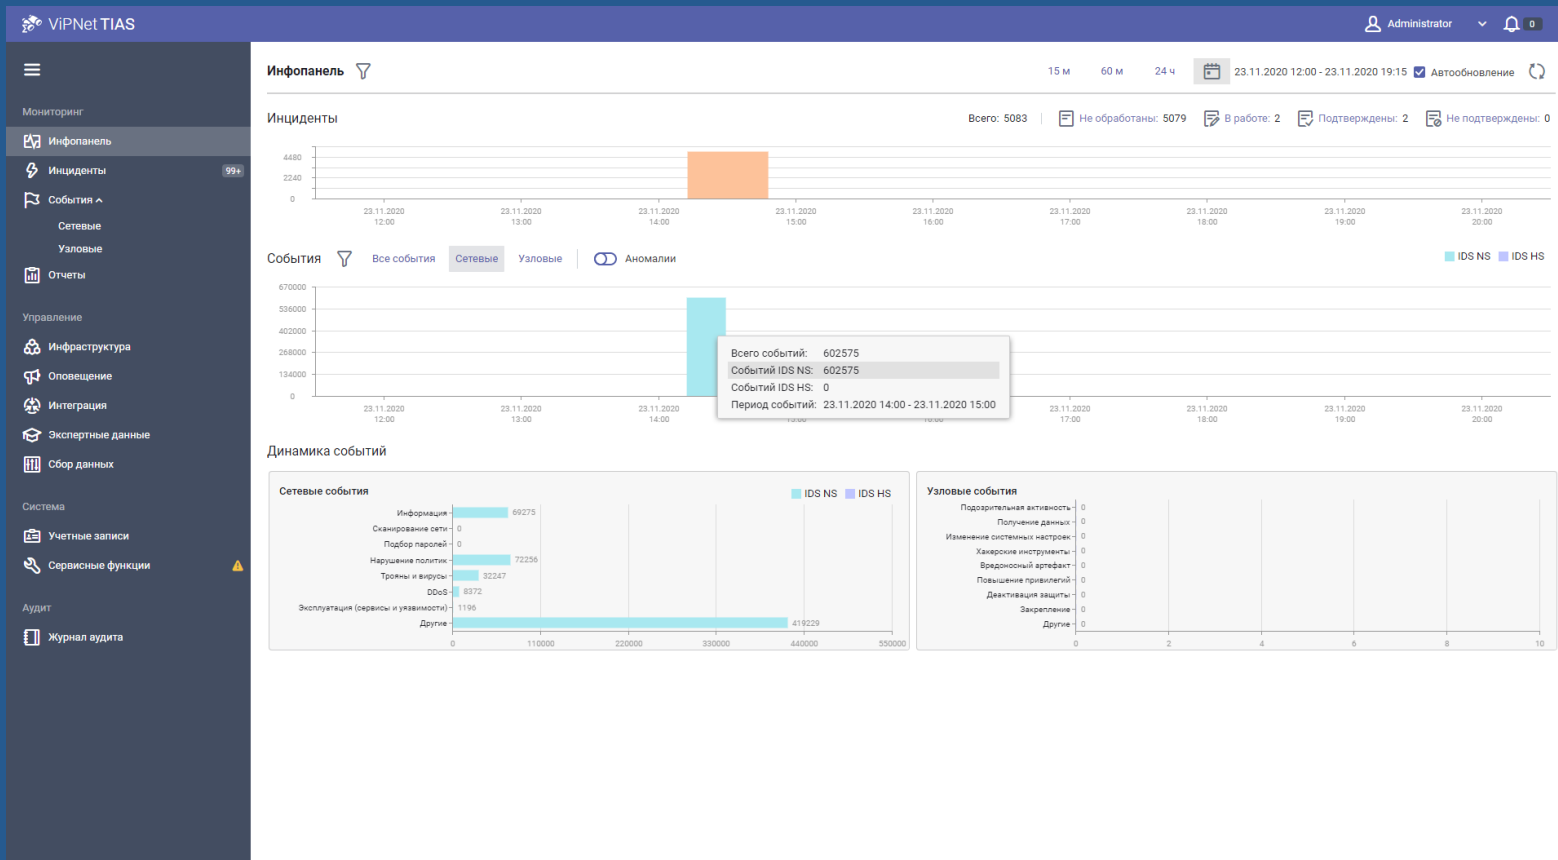 ViPNet TIAS
Administrator
0
Инфопанель
15 м 60 м 24 ч 23.11.2020 12:00 - 23.11.2020 19:15 Автообновление
Мониторинг
Инфопанель
Инциденты 99+
События
Сетевые
Узловые
Отчеты
Управление
Инфраструктура
Оповещение
Интеграция
Экспертные данные
Сбор данных
Система
Учетные записи
Сервисные функции
Аудит
Журнал аудита
Инциденты
Всего: 5083 Не обработаны: 5079 В работе: 2 Подтверждены: 2 Не подтверждены: 0
4480
2240
0
23.11.2020 23.11.2020 23.11.2020 23.11.2020 23.11.2020 23.11.2020 23.11.2020 23.11.2020 23.11.2020
12:00 13:00 14:00 15:00 16:00 17:00 18:00 19:00 20:00
События Все события Сетевые Узловые Аномалии
IDS NS IDS HS
670000
536000
402000
268000
134000
0
Всего событий: 602575
Событий IDS NS: 602575
Событий IDS HS: 0
Период событий: 23.11.2020 14:00 - 23.11.2020 15:00
23.11.2020 23.11.2020 23.11.2020 23.11.2020 23.11.2020 23.11.2020 23.11.2020
12:00 13:00 14:00 15:00 16:00 17:00 18:00 19:00 20:00
Динамика событий
Сетевые события
IDS NS IDS HS
Информация 69275
Сканирование сети 0
Подбор паролей 0
Нарушение политик 72256
Трояны и вирусы 32247
DDoS 8372
Эксплуатация (сервисы и уязвимости) 1196
Другие 419229
0 110000 220000 330000 440000 550000
Узловые события
Подозрительная активность 0
Получение данных 0
Изменение системных настроек 0
Хакерские инструменты 0
Вредоносный артефакт 0
Повышение привилегий 0
Деактивация защиты 0
Закрепление 0
Другие 0
0 2 4 6 8 10